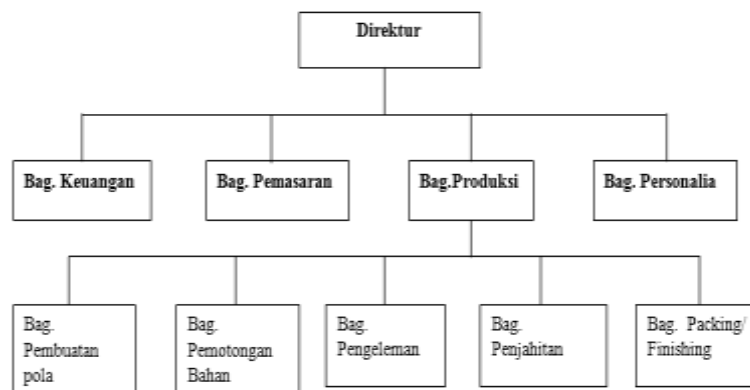 Direktur
Bag. Keuangan
Bag. Pemasaran
Bag.Produksi
Bag. Personalia
Bag.
Pembuatan
pola
Bag.
Pemotongan
Bahan
Bag.
Pengeleman
Bag.
Penjahitan
Bag. Packing/
Finishing